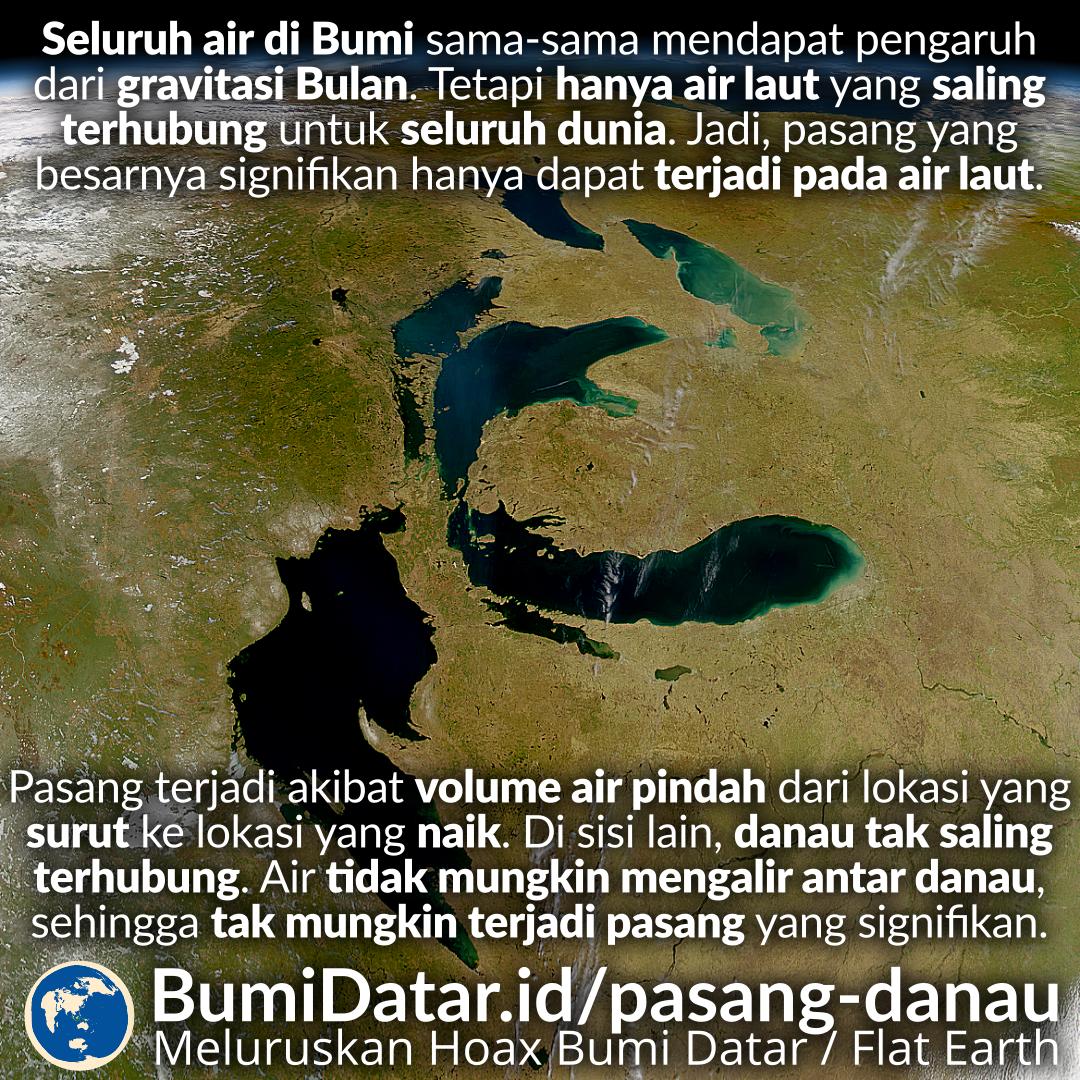 Seluruh air di Bumi sama-sama mendapat pengaruh
dari gravitasi Bulan. Tetapi hanya air laut yang saling
terhubung untuk seluruh dunia. Jadi, pasang yang
besarnya signifikan hanya dapat terjadi pada air laut.
Pasang terjadi akibat volume air pindah dari lokasi yang
surut ke lokasi yang naik. Di sisi lain, danau tak saling
terhubung. Air tidak mungkin mengalir antar danau,
sehingga tak mungkin terjadi pasang yang signifikan.
BumiDatar.id/pasang-danau
Meluruskan Hoax Bumi Datar / Flat Earth